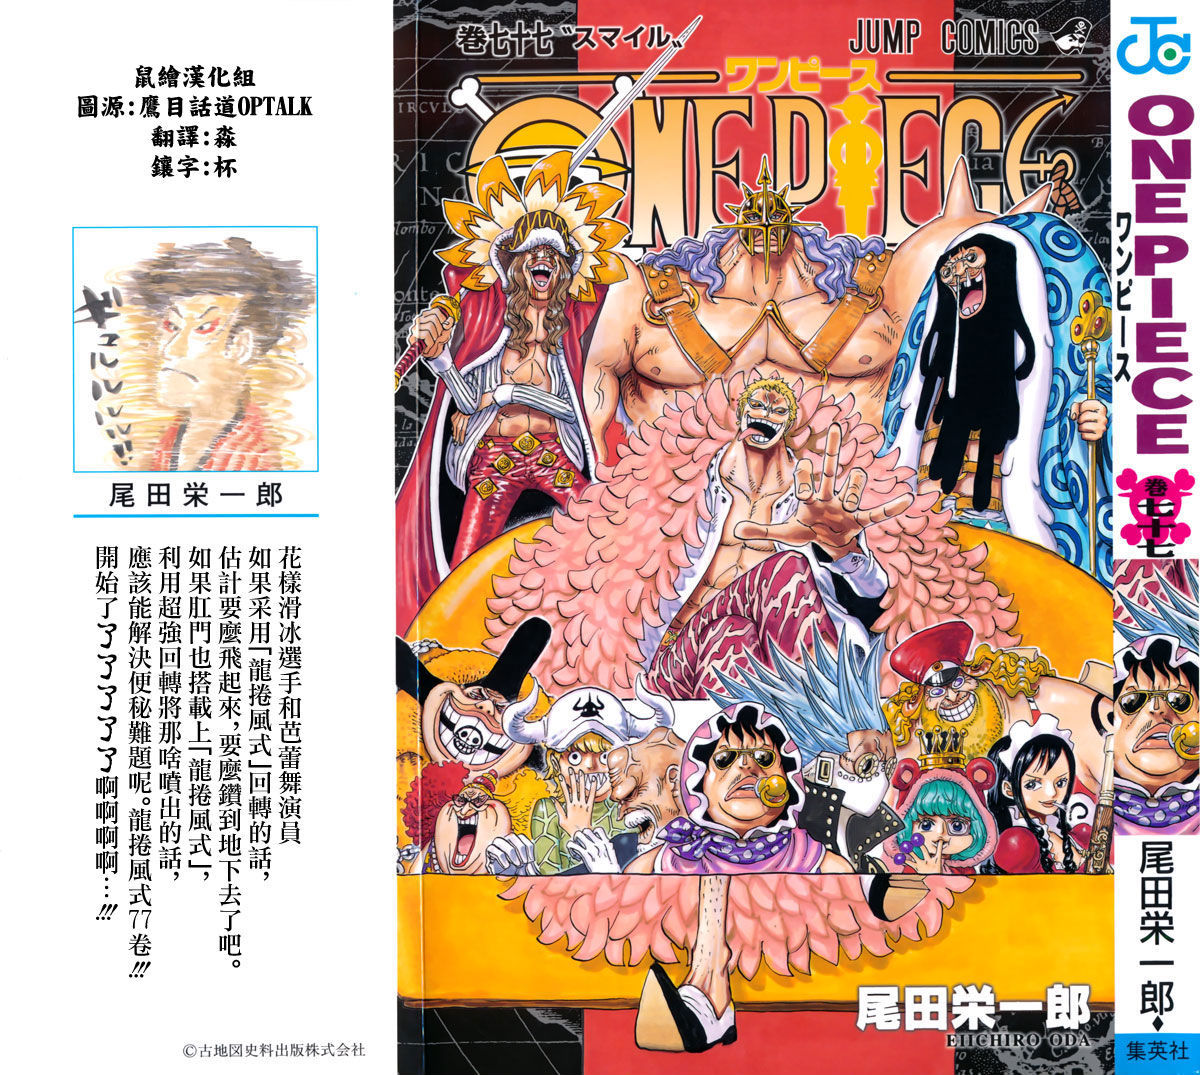 鼠繪漢化組
圖源:鷹目話道OPTALK
翻譯:淼
鑲字:杯
ギュルルルル!!
尾田栄一郎
花樣滑冰選手和芭蕾舞演員
如果采用「龍捲風式」回轉的話,
估計要麼飛起來,要麼鑽到地下去了吧。
如果肛門也搭載上「龍捲風式」,
利用超強回轉將那啥噴出的話,
應該能解決便秘難題呢。龍捲風式77卷!!!
開始了了了了了了啊啊啊啊…!!!
©古地図史料出版株式会社
巻七十七〝スマイル〟
JUMP COMICS
ワンピース
ONE PIECE
尾田栄一郎
EIICHIRO ODA
JC
ONE PIECE
ワンピース
巻七十七
尾田栄一郎
集英社